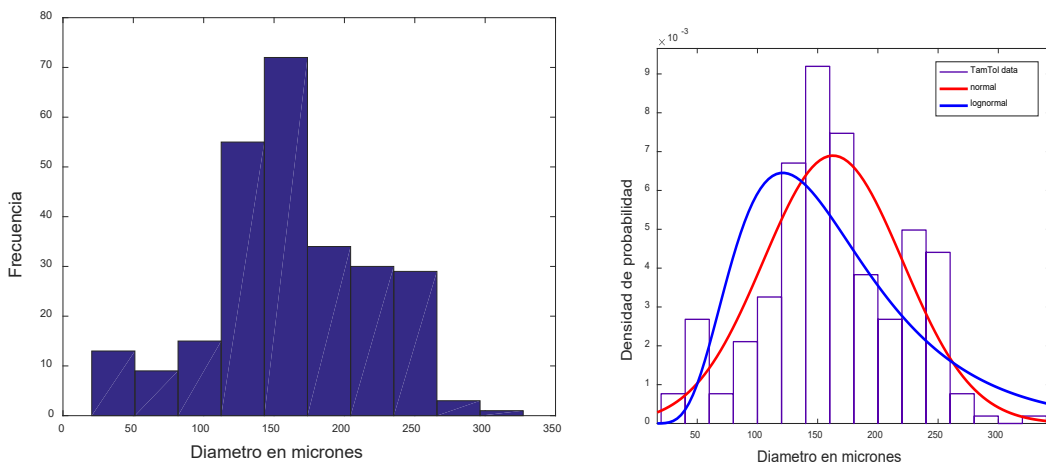 80
70
60
50
40
30
20
10
0
0 50 100 150 200 250 300 350
Frecuencia
Diametro en micrones
× 10 -3
9
8
7
6
5
4
3
2
1
0
50 100 150 200 250 300
Densidad de probabilidad
Diametro en micrones
TamTol data
normal
lognormal